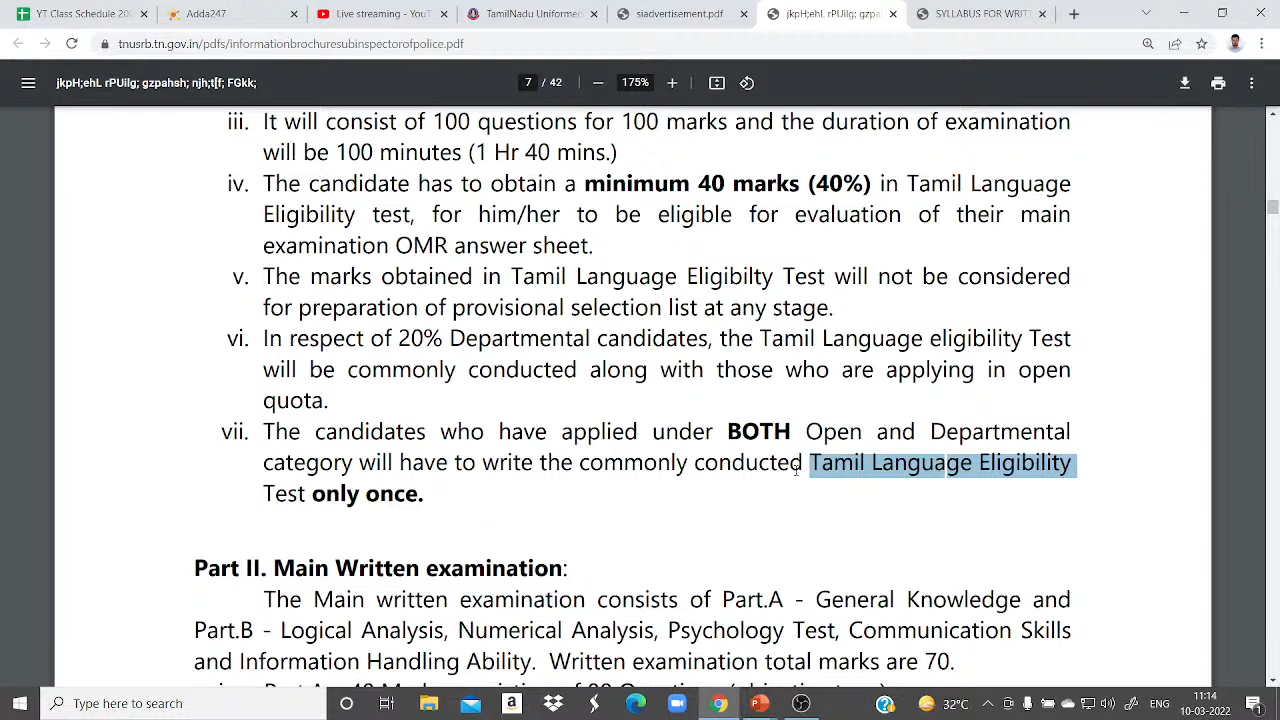 YT Class Schedule 202
Adda247
Live streaming - YouT
TamilNadu Uniformed
siadvertisement.pdf
jkpH;ehL rPUilg; gzpa
SYLLABUS FOR WRIT
tnusrb.tn.gov.in/pdfs/informationbrochuresubinspectorofpolice.pdf
jkpH;ehL rPUilg; gzpahsh; njh;t[f; FGkk;
7 / 42
175%
iii. It will consist of 100 questions for 100 marks and the duration of examination
will be 100 minutes (1 Hr 40 mins.)
iv. The candidate has to obtain a minimum 40 marks (40%) in Tamil Language
Eligibility test, for him/her to be eligible for evaluation of their main
examination OMR answer sheet.
v. The marks obtained in Tamil Language Eligibilty Test will not be considered
for preparation of provisional selection list at any stage.
vi. In respect of 20% Departmental candidates, the Tamil Language eligibility Test
will be commonly conducted along with those who are applying in open
quota.
vii. The candidates who have applied under BOTH Open and Departmental
category will have to write the commonly conducted Tamil Language Eligibility
Test only once.
Part II. Main Written examination:
The Main written examination consists of Part.A - General Knowledge and
Part.B - Logical Analysis, Numerical Analysis, Psychology Test, Communication Skills
and Information Handling Ability. Written examination total marks are 70.
Type here to search
32°C
ENG
11:14
10-03-2022